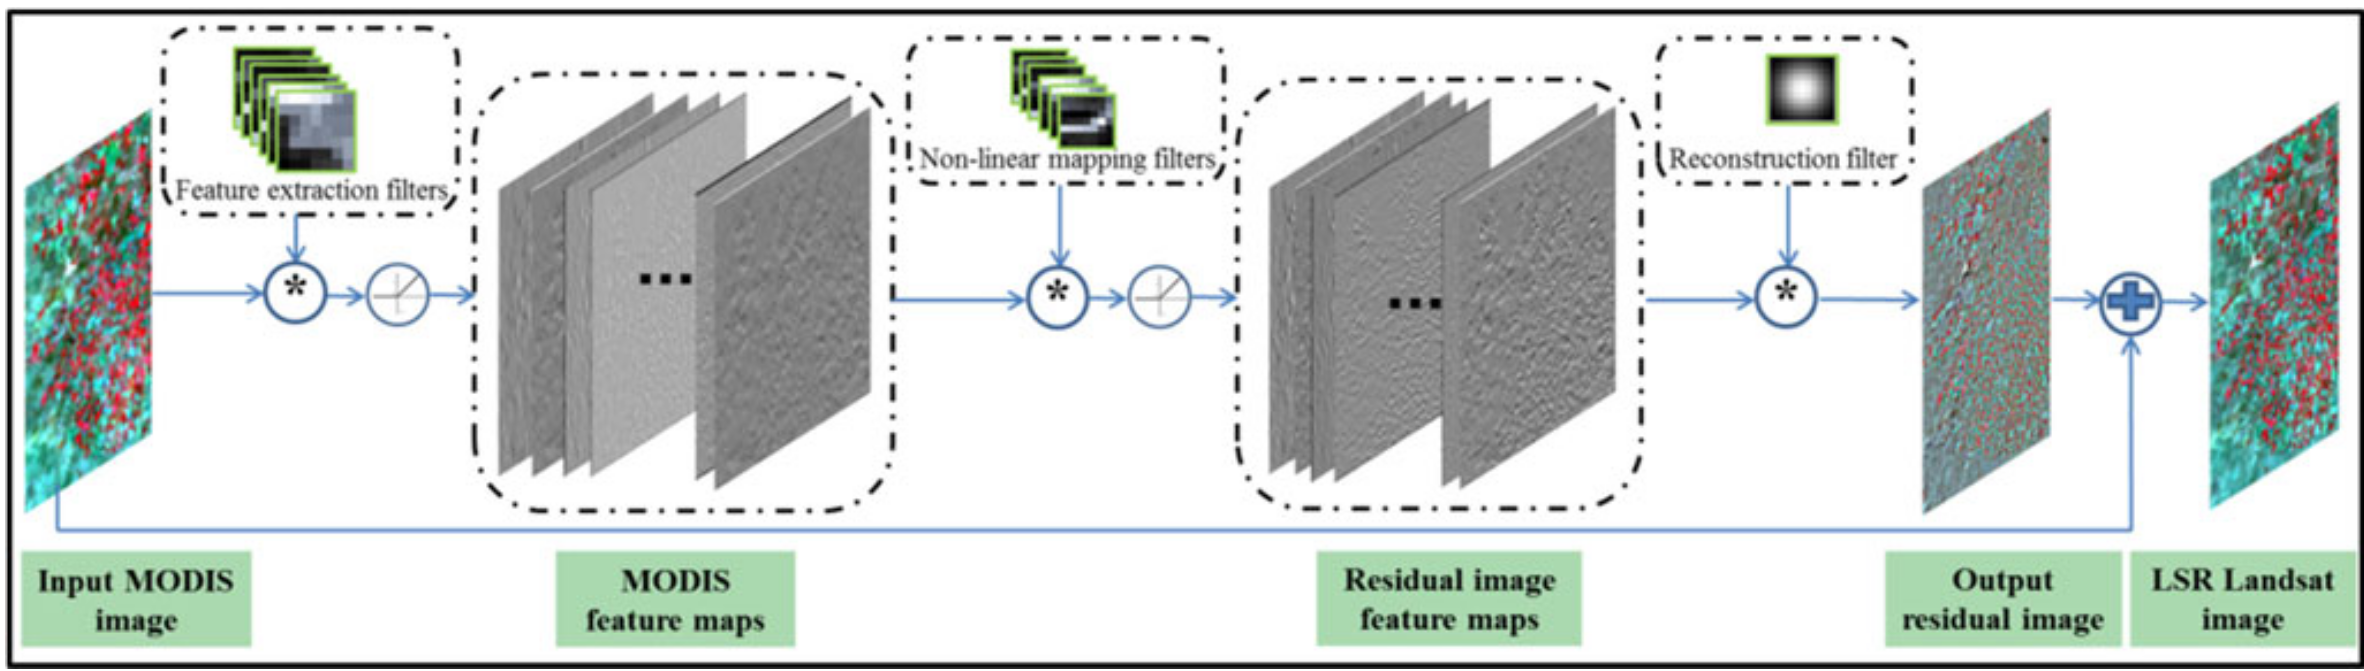 Feature extraction filters
Non-linear mapping filters
Reconstruction filter
*
*
*
Input MODIS
image
MODIS
feature maps
Residual image
feature maps
Output
residual image
LSR Landsat
image